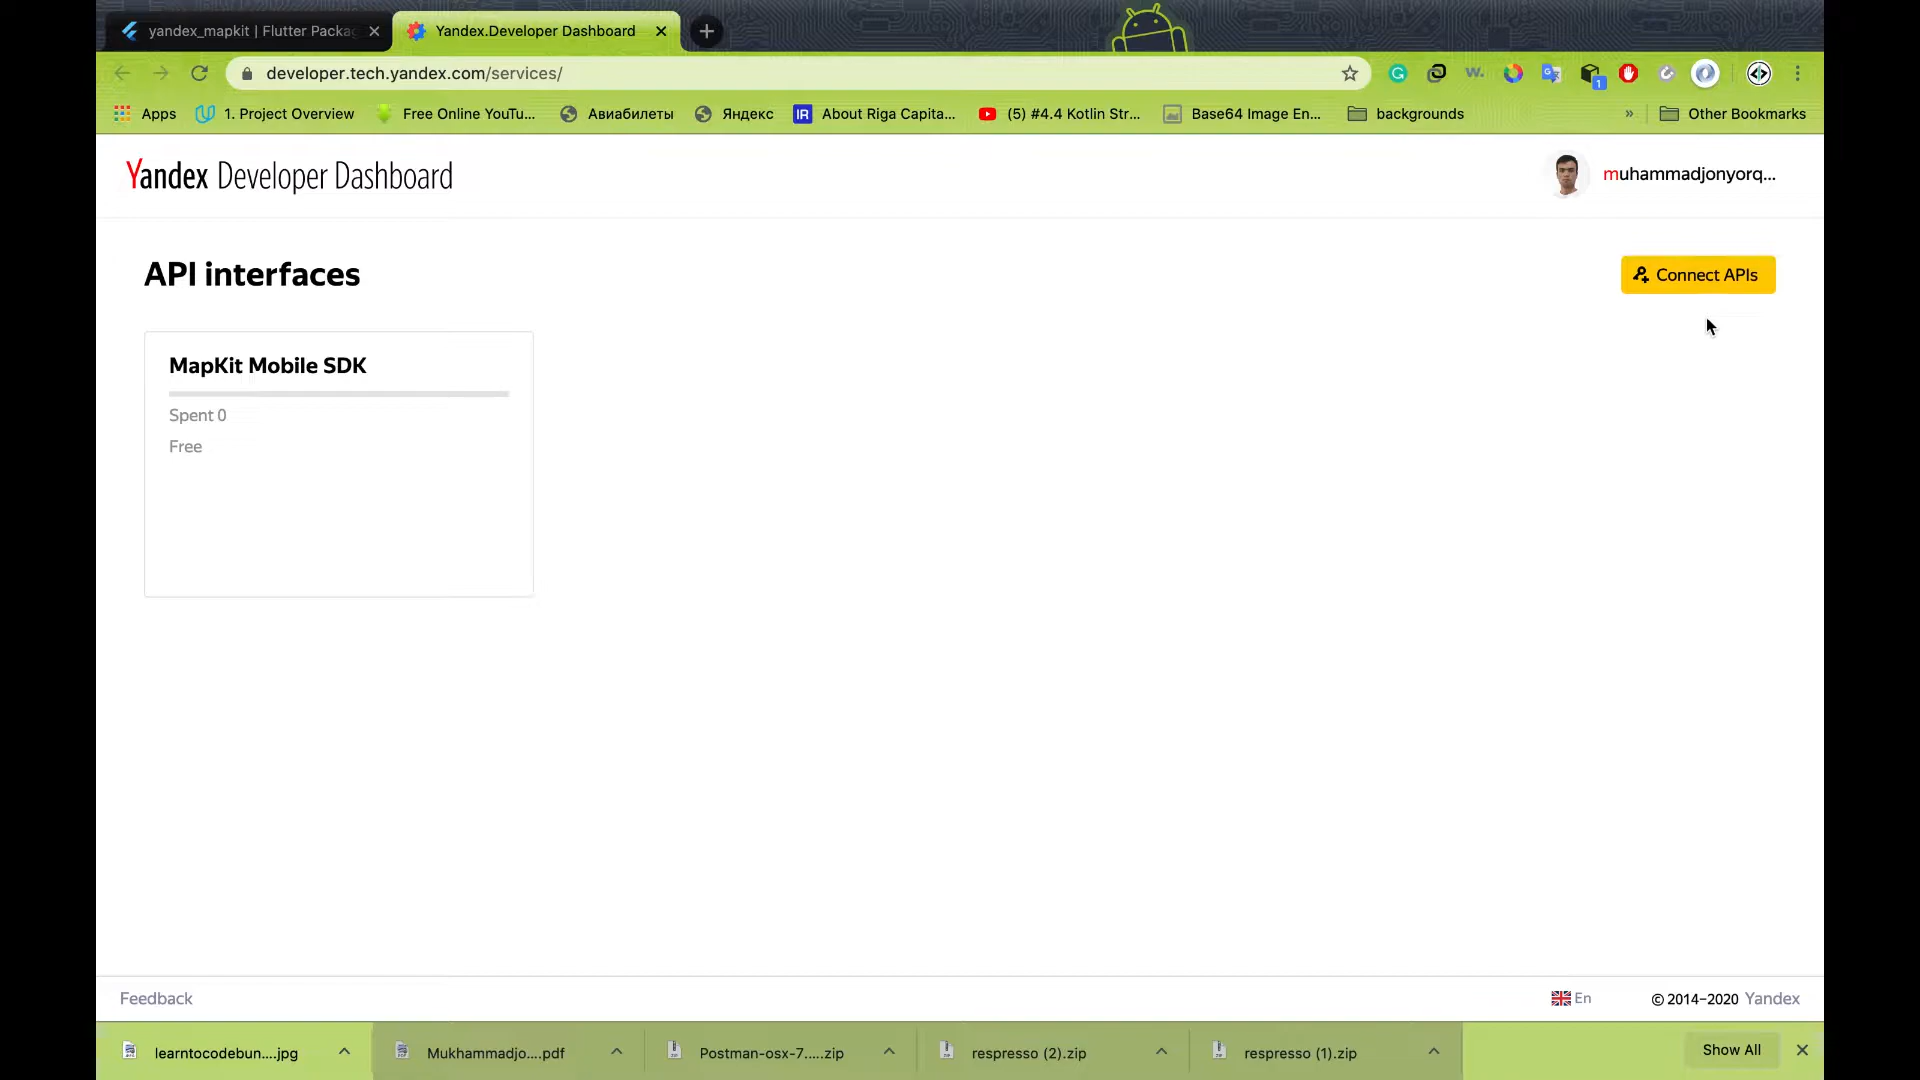 yandex_mapkit | Flutter Packa
Yandex.Developer Dashboard
developer.tech.yandex.com/services/
Apps
1. Project Overview
Free Online YouTu...
Авиабилеты
Яндекс
IR
About Riga Capita...
(5) #4.4 Kotlin Str...
Base64 Image En...
backgrounds
»
Other Bookmarks
Yandex Developer Dashboard
muhammadjonyorq...
API interfaces
Connect APIs
MapKit Mobile SDK
Spent 0
Free
Feedback
En
© 2014–2020 Yandex
learntocodebun....jpg
Mukhammadjo....pdf
Postman-osx-7.....zip
respresso (2).zip
respresso (1).zip
Show All